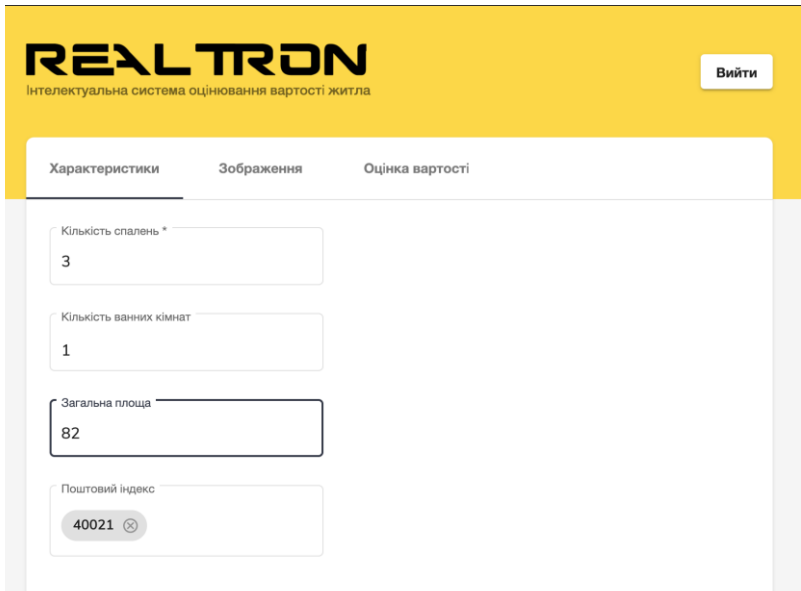 REALTRON
Інтелектуальна система оцінювання вартості житла
Вийти
Характеристики Зображення Оцінка вартості
Кількість спалень *
3
Кількість ванних кімнат
1
Загальна площа
82
Поштовий індекс
40021